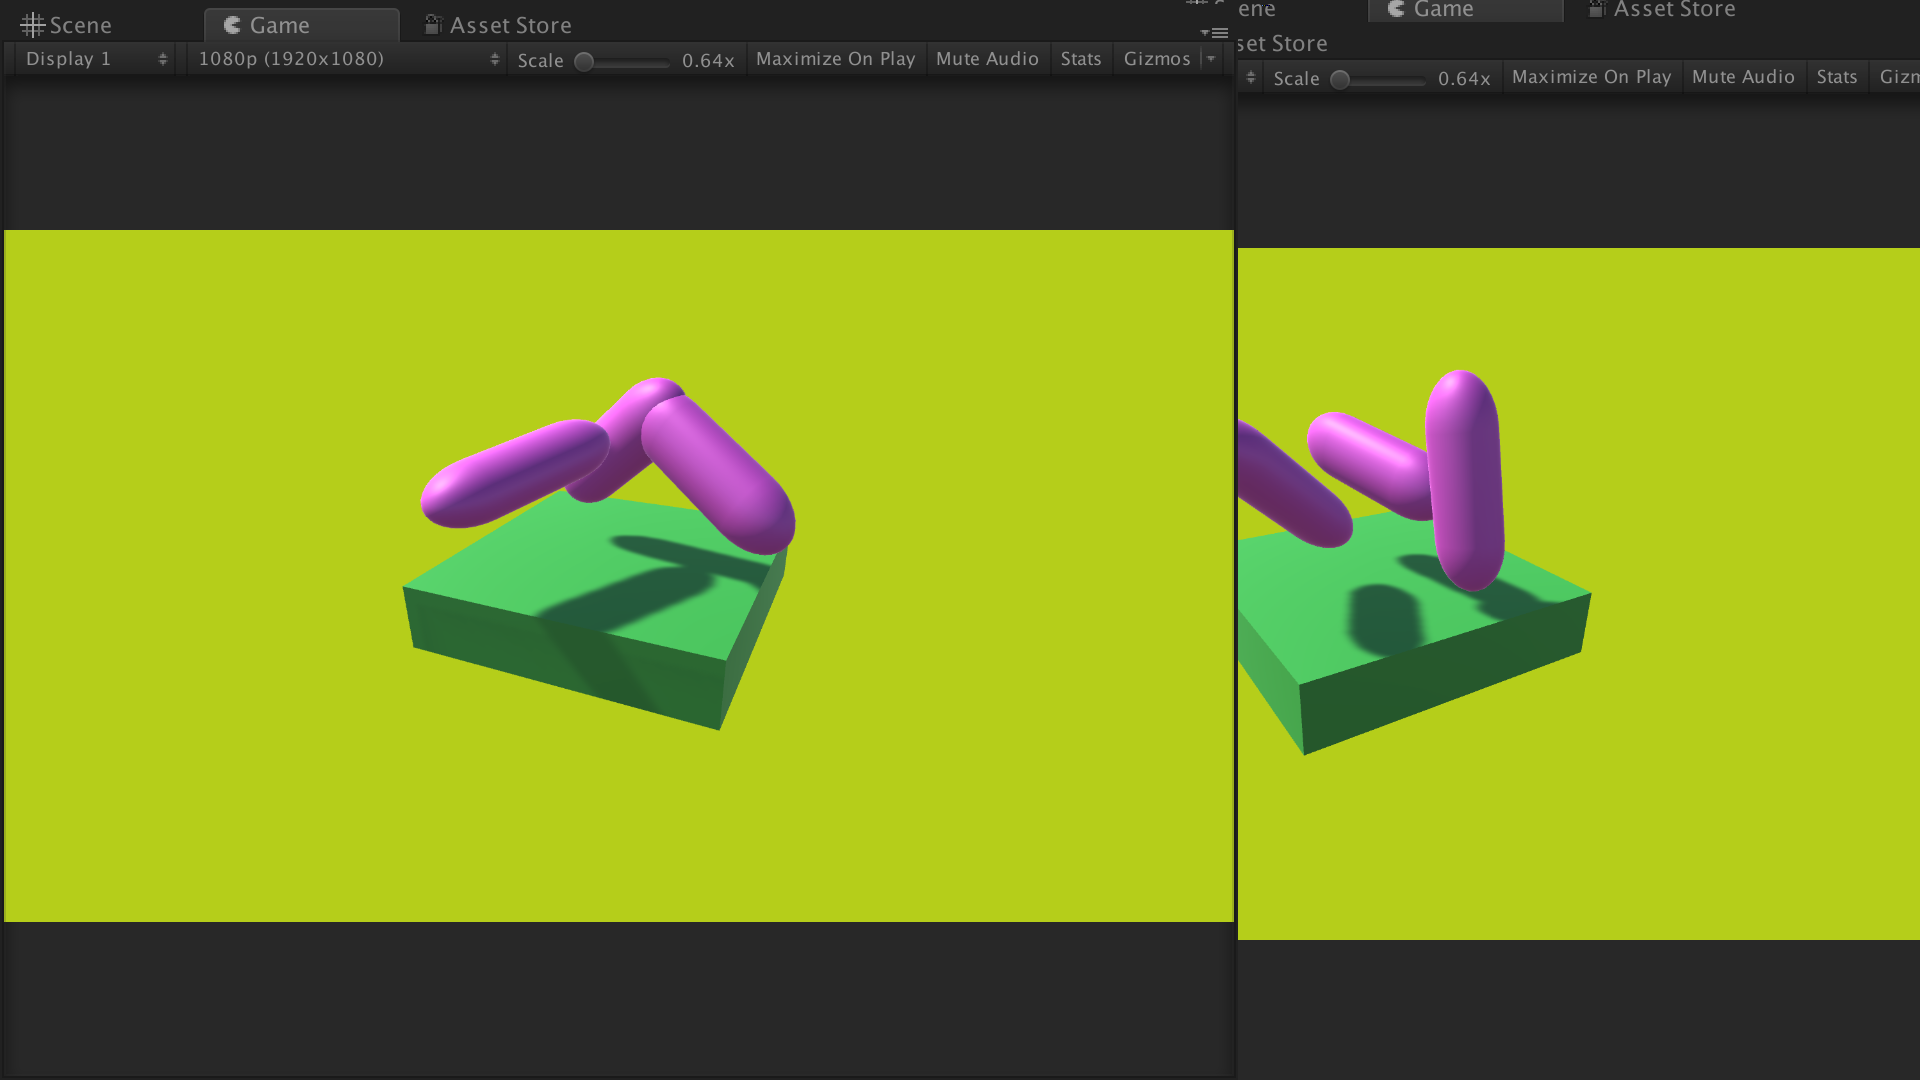 Scene Game Asset Store
Display 1 1080p (1920x1080) Scale 0.64x Maximize On Play Mute Audio Stats Gizmos
ene Game Asset Store
set Store
Scale 0.64x Maximize On Play Mute Audio Stats Gizm